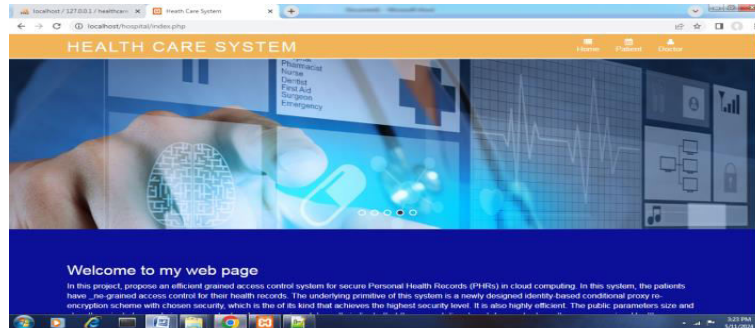 localhost / 127.0.0.1 / healthcare
Health Care System
localhost/hospital/index.php
HEALTH CARE SYSTEM
Home
Patient
Doctor
Pharmacist
Nurse
Dentist
First Aid
Surgeon
Emergency
Welcome to my web page
In this project, propose an efficient grained access control system for secure Personal Health Records (PHRs) in cloud computing. In this system, the patients
have _ne-grained access control for their health records. The underlying primitive of this system is a newly designed identity-based conditional proxy re-
encryption scheme with chosen security, which is the of its kind that achieves the highest security level. It is also highly efficient. The public parameters size and
3:23 PM